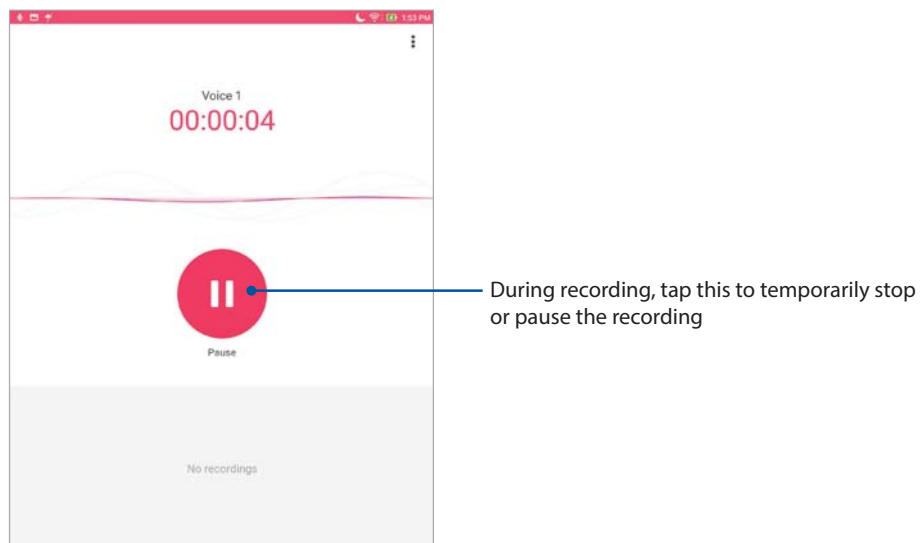 1:53 PM
Voice 1
00:00:04
During recording, tap this to temporarily stop
or pause the recording
Pause
No recordings